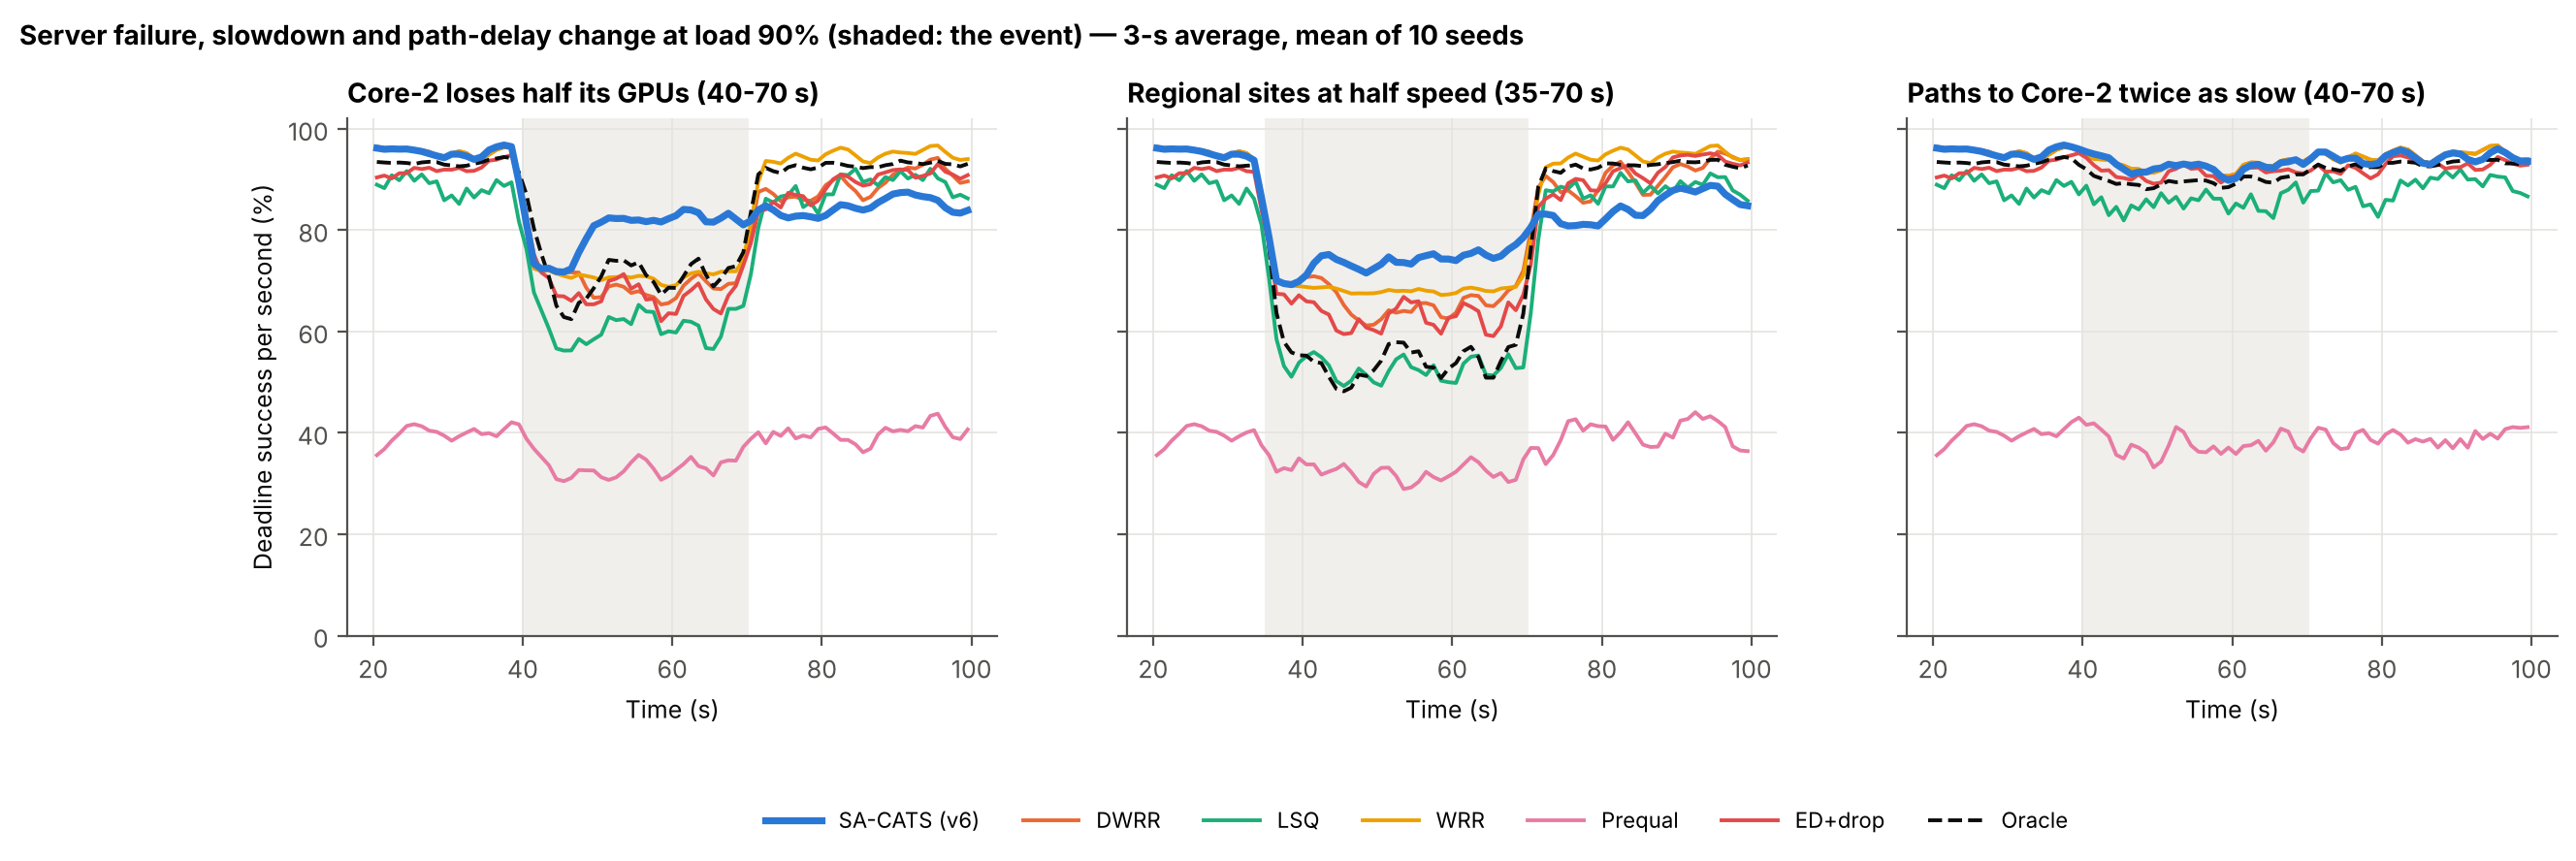 Server failure, slowdown and path-delay change at load 90% (shaded: the event) — 3-s average, mean of 10 seeds
Core-2 loses half its GPUs (40-70 s)
Regional sites at half speed (35-70 s)
Paths to Core-2 twice as slow (40-70 s)
Deadline success per second (%)
100
80
60
40
20
0
20 40 60 80 100
20 40 60 80 100
20 40 60 80 100
Time (s)
Time (s)
Time (s)
SA-CATS (v6) DWRR LSQ WRR Prequal ED+drop Oracle